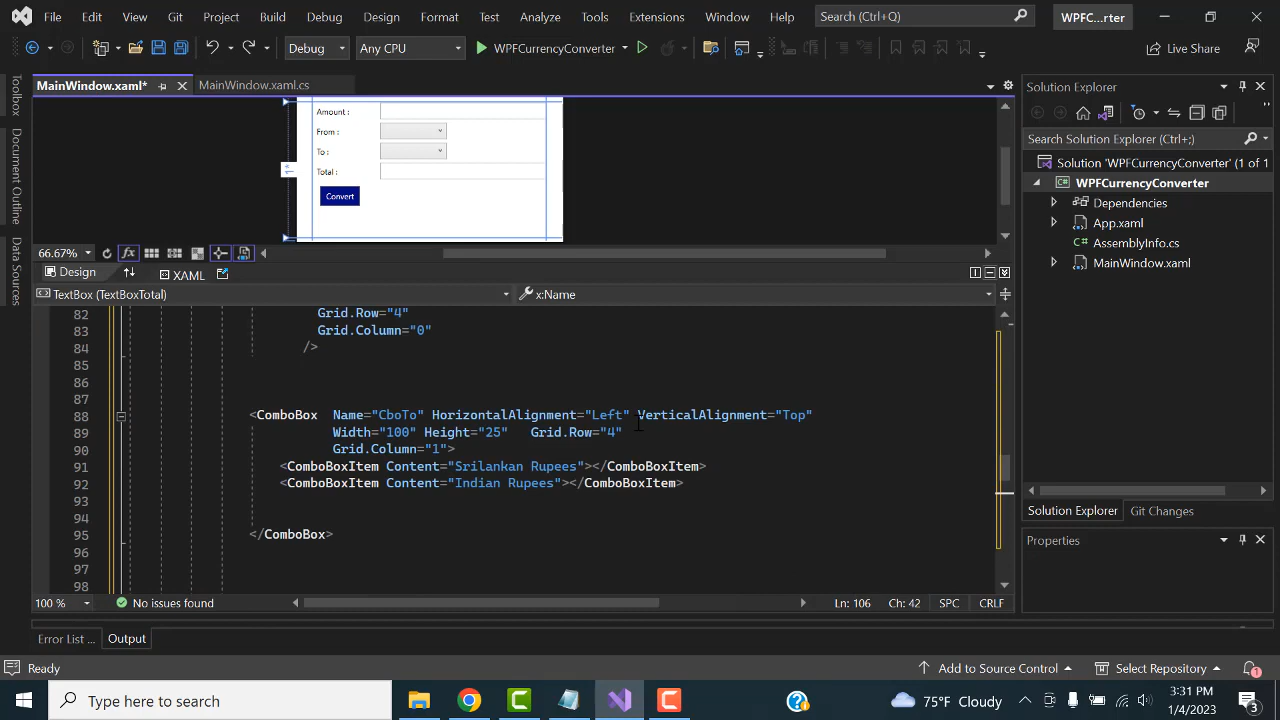 File Edit View Git Project Build Debug Design Format Test Analyze Tools Extensions Window Help Search (Ctrl+Q) WPFC...rter
Debug Any CPU WPFCurrencyConverter Live Share
MainWindow.xaml* MainWindow.xaml.cs
Toolbox
Document Outline
Data Sources
Amount :
From :
To :
Total :
Convert
66.67% fx
Design XAML
TextBox (TextBoxTotal) x:Name
82 Grid.Row="4"
83 Grid.Column="0"
84 />
85
86
87
88 <ComboBox Name="CboTo" HorizontalAlignment="Left" VerticalAlignment="Top"
89 Width="100" Height="25" Grid.Row="4"
90 Grid.Column="1">
91 <ComboBoxItem Content="Srilankan Rupees"></ComboBoxItem>
92 <ComboBoxItem Content="Indian Rupees"></ComboBoxItem>
93
94
95 </ComboBox>
96
97
98
100 % No issues found Ln: 106 Ch: 42 SPC CRLF
Error List ... Output
Solution Explorer
Search Solution Explorer (Ctrl+;)
Solution 'WPFCurrencyConverter' (1 of 1
WPFCurrencyConverter
Dependencies
App.xaml
AssemblyInfo.cs
MainWindow.xaml
Solution Explorer Git Changes
Properties
Ready Add to Source Control Select Repository 1
Type here to search 75°F Cloudy 3:31 PM
1/4/2023 3